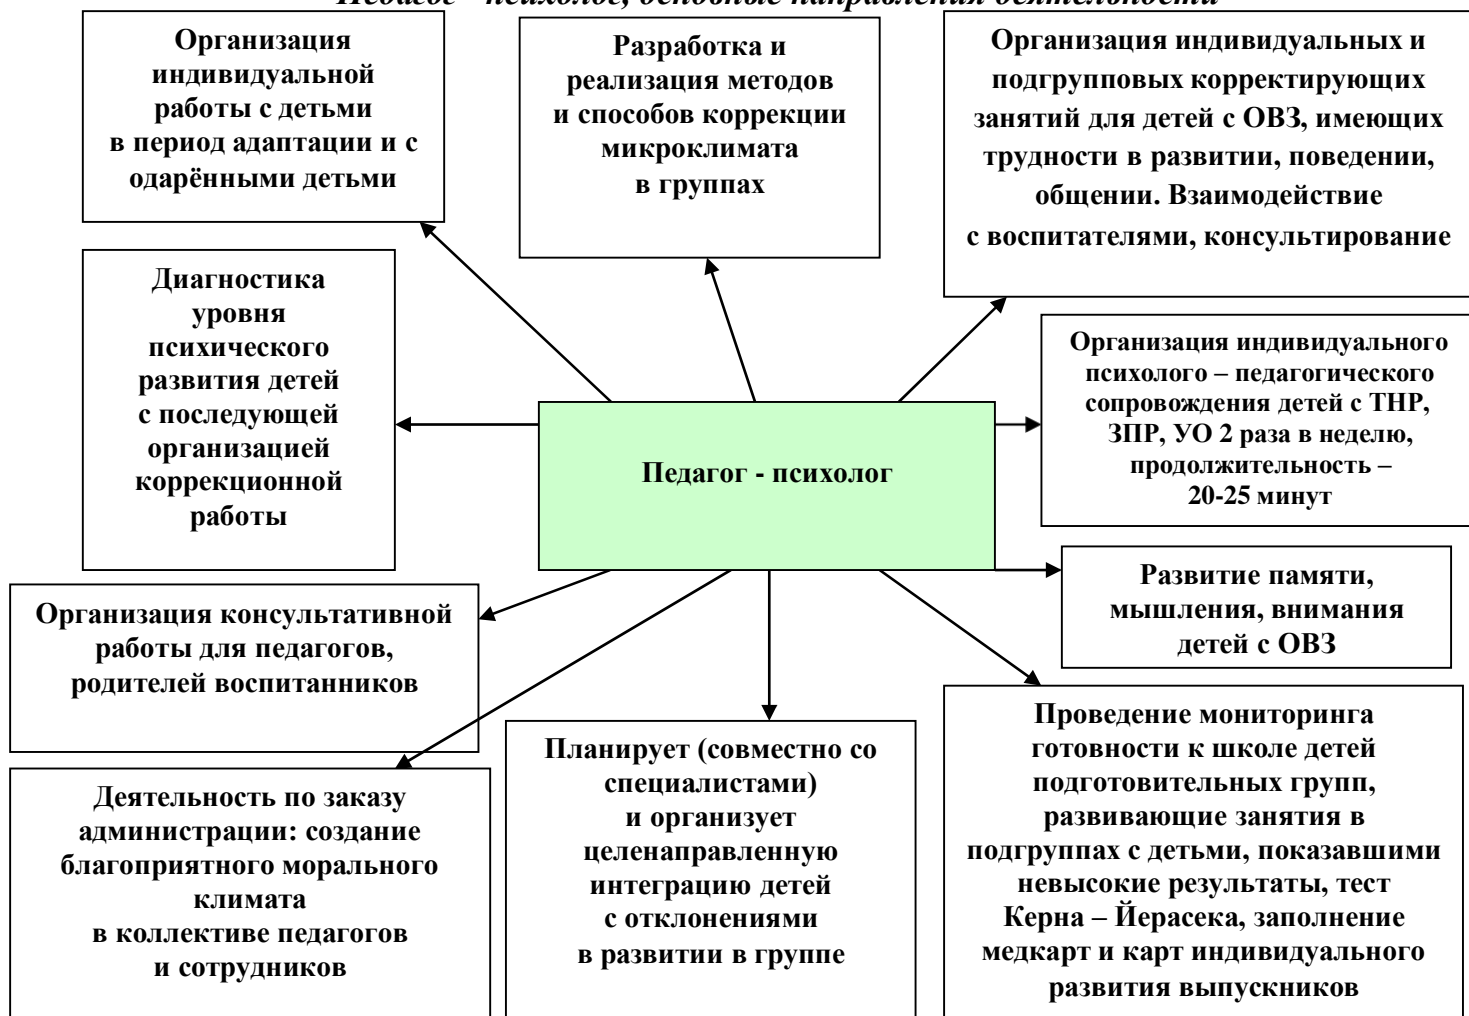 Педагог - психолог, основные направления деятельности
Организация
индивидуальной
работы с детьми
в период адаптации и с
одарёнными детьми
Разработка и
реализация методов
и способов коррекции
микроклимата
в группах
Организация индивидуальных и
подгрупповых корректирующих
занятий для детей с ОВЗ, имеющих
трудности в развитии, поведении,
общении. Взаимодействие
с воспитателями, консультирование
Диагностика
уровня
психического
развития детей
с последующей
организацией
коррекционной
работы
Организация индивидуального
психолого – педагогического
сопровождения детей с ТНР,
ЗПР, УО 2 раза в неделю,
продолжительность –
20-25 минут
Педагог - психолог
Развитие памяти,
мышления, внимания
детей с ОВЗ
Организация консультативной
работы для педагогов,
родителей воспитанников
Деятельность по заказу
администрации: создание
благоприятного морального
климата
в коллективе педагогов
и сотрудников
Планирует (совместно со
специалистами)
и организует
целенаправленную
интеграцию детей
с отклонениями
в развитии в группе
Проведение мониторинга
готовности к школе детей
подготовительных групп,
развивающие занятия в
подгруппах с детьми, показавшими
невысокие результаты, тест
Керна – Йерасека, заполнение
медкарт и карт индивидуального
развития выпускников